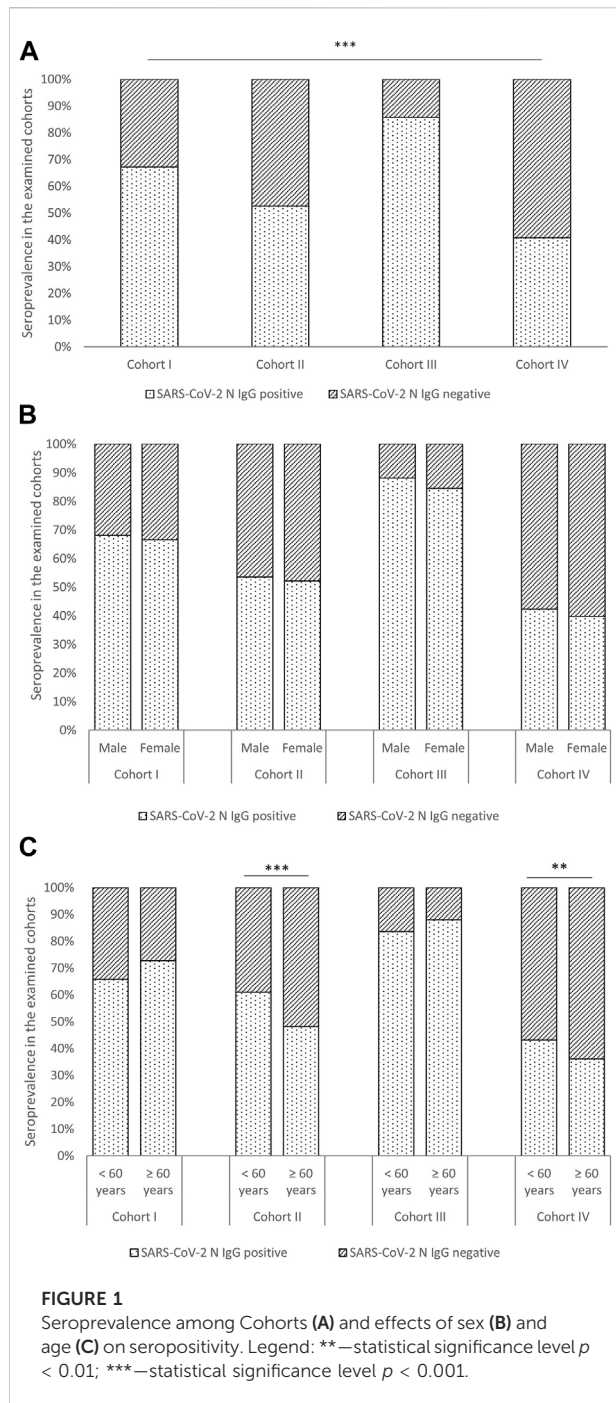 A
***
Seroprevalence in the examined cohorts
100%
90%
80%
70%
60%
50%
40%
30%
20%
10%
0%
Cohort I Cohort II Cohort III Cohort IV
SARS-CoV-2 N IgG positive SARS-CoV-2 N IgG negative
B
Seroprevalence in the examined cohorts
100%
90%
80%
70%
60%
50%
40%
30%
20%
10%
0%
Male Female Male Female Male Female Male Female
Cohort I Cohort II Cohort III Cohort IV
SARS-CoV-2 N IgG positive SARS-CoV-2 N IgG negative
C
*** **
Seroprevalence in the examined cohorts
100%
90%
80%
70%
60%
50%
40%
30%
20%
10%
0%
< 60 ≥ 60 < 60 ≥ 60 < 60 ≥ 60 < 60 ≥ 60
years years years years years years years years
Cohort I Cohort II Cohort III Cohort IV
SARS-CoV-2 N IgG positive SARS-CoV-2 N IgG negative
FIGURE 1
Seroprevalence among Cohorts (A) and effects of sex (B) and
age (C) on seropositivity. Legend: **—statistical significance level p
< 0.01; ***—statistical significance level p < 0.001.